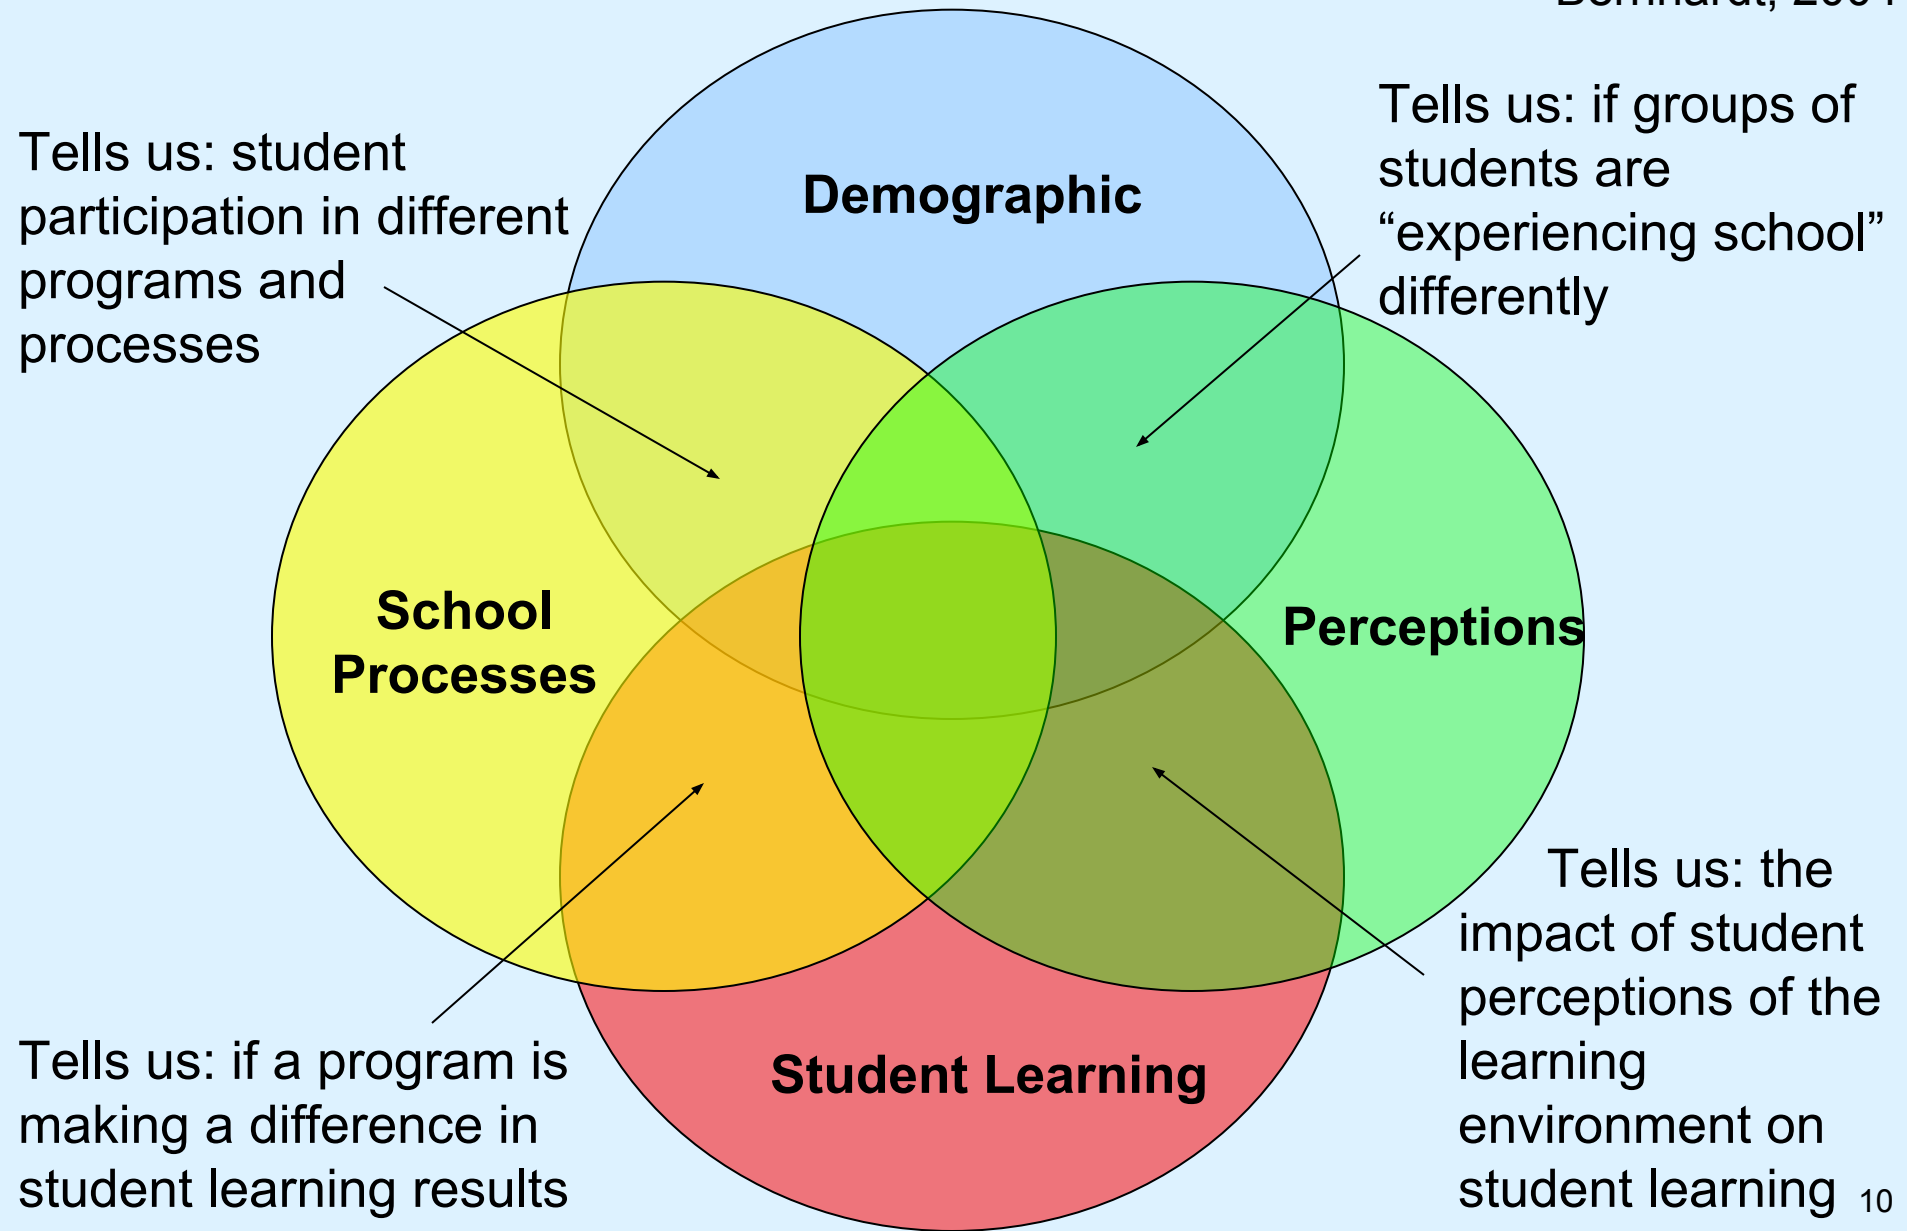 Bernhardt,
Tells us: if groups of
students are
“experiencing school”
differently
Tells us: student
participation in different
programs and
processes
Demographic
School
Processes
Perceptions
Student Learning
Tells us: if a program is
making a difference in
student learning results
Tells us: the
impact of student
perceptions of the
learning
environment on
student learning
10